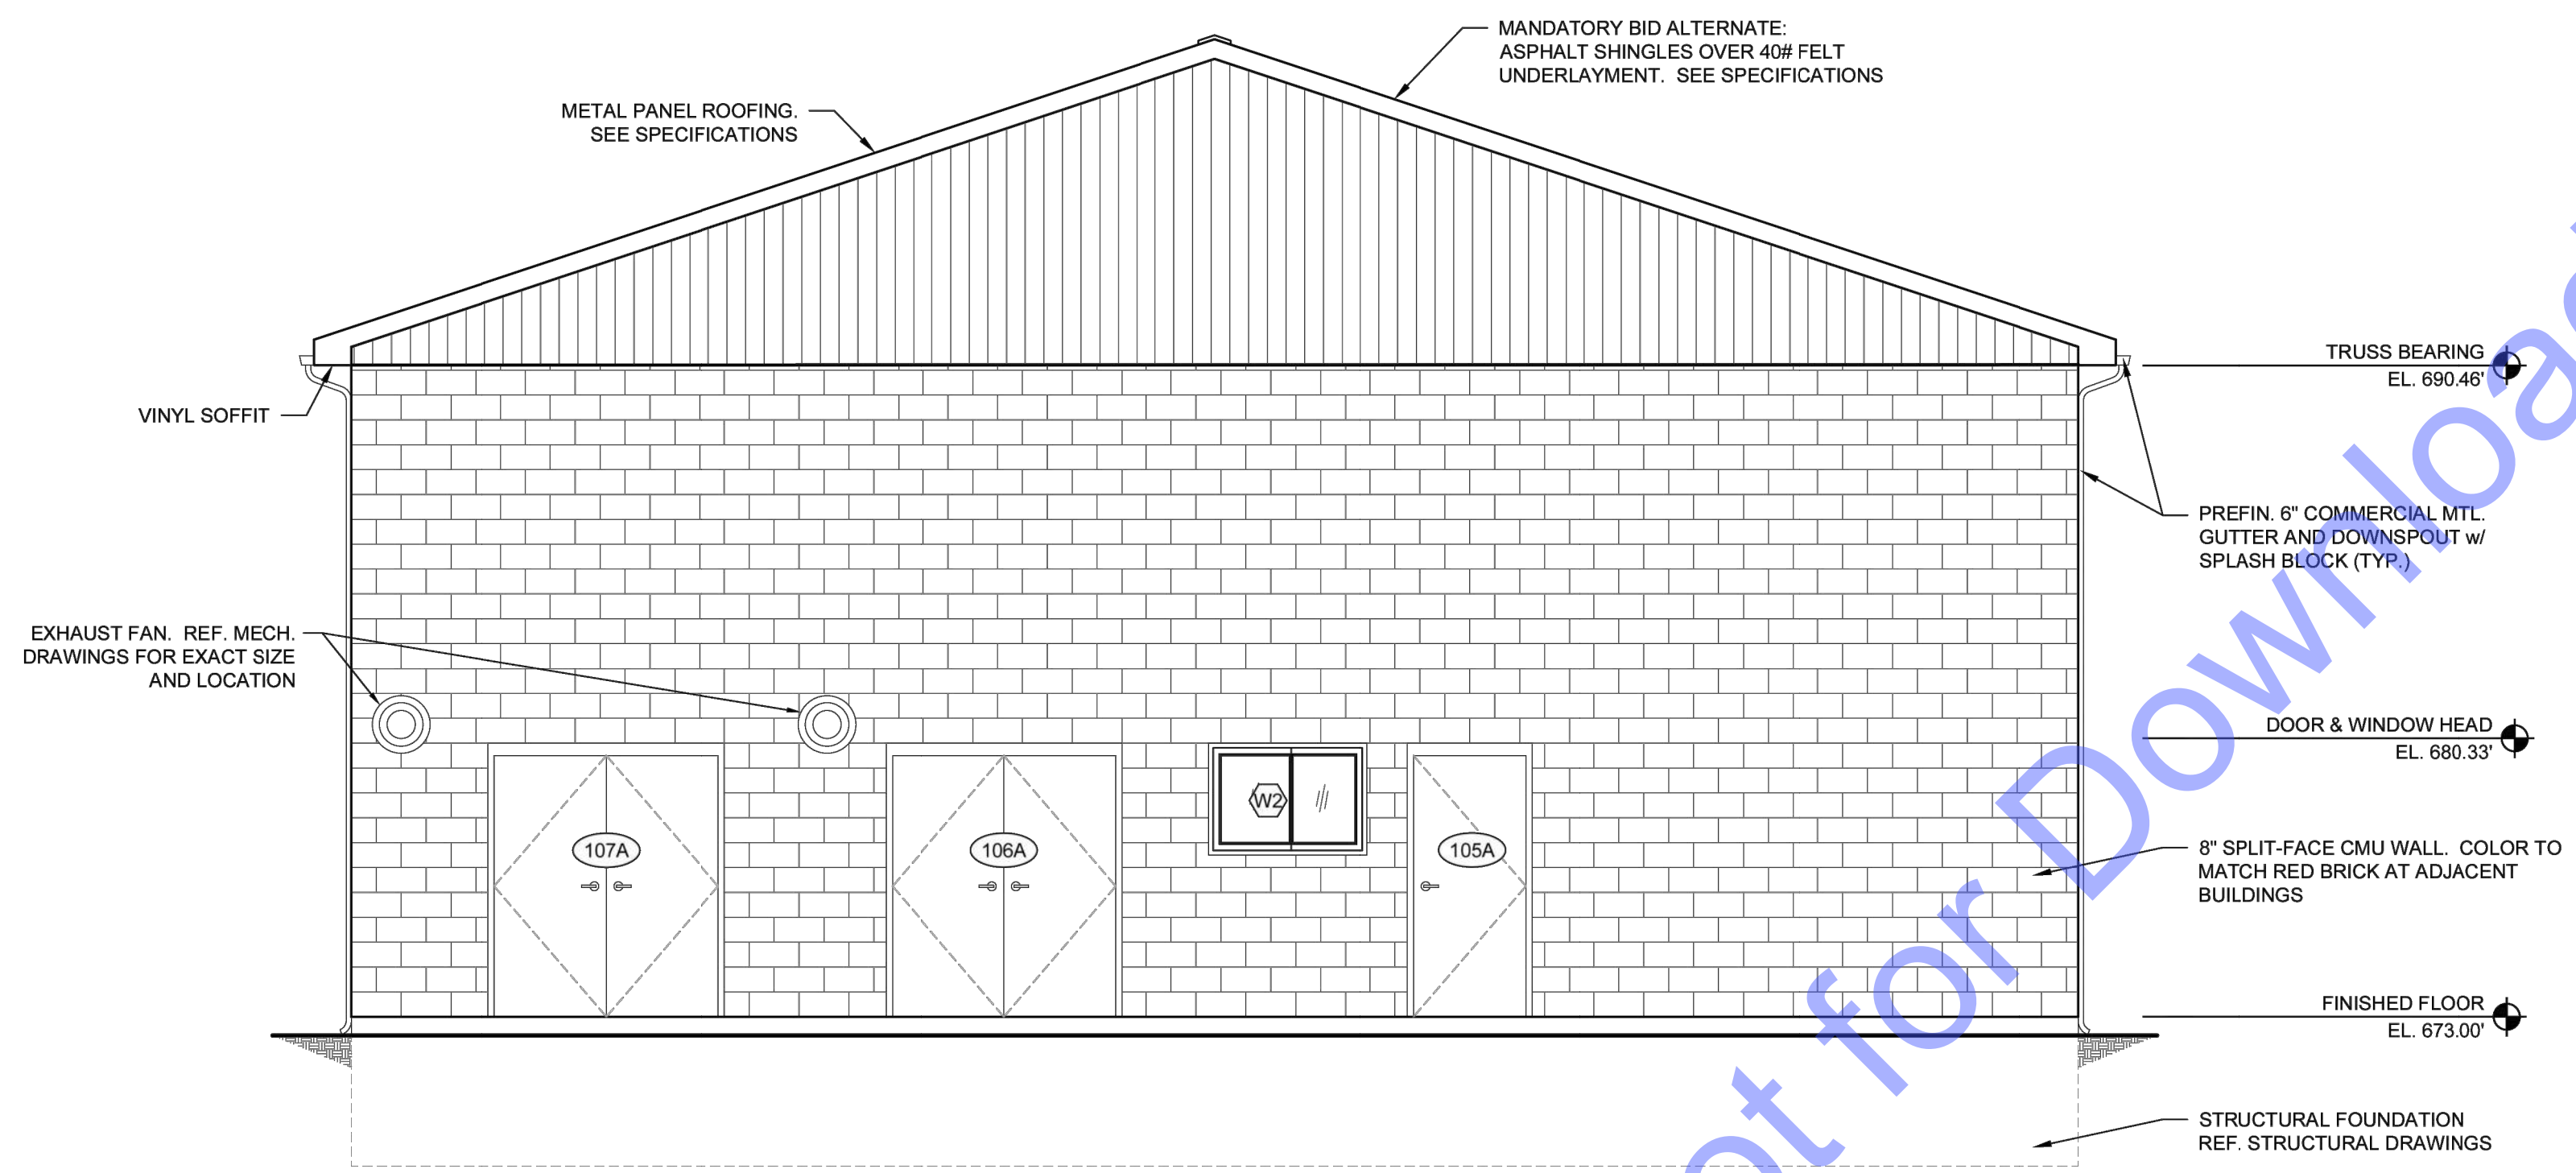 MANDATORY BID ALTERNATE:
ASPHALT SHINGLES OVER 40# FELT
UNDERLAYMENT. SEE SPECIFICATIONS
METAL PANEL ROOFING.
SEE SPECIFICATIONS
TRUSS BEARING
EL. 690.46'
VINYL SOFFIT
PREFIN. 6" COMMERCIAL MTL.
GUTTER AND DOWNSPOUT w/
SPLASH BLOCK (TYP.)
EXHAUST FAN. REF. MECH.
DRAWINGS FOR EXACT SIZE
AND LOCATION
DOOR & WINDOW HEAD
EL. 680.33'
W2
107A
106A
105A
8" SPLIT-FACE CMU WALL. COLOR TO
MATCH RED BRICK AT ADJACENT
BUILDINGS
FINISHED FLOOR
EL. 673.00'
STRUCTURAL FOUNDATION
REF. STRUCTURAL DRAWINGS
for